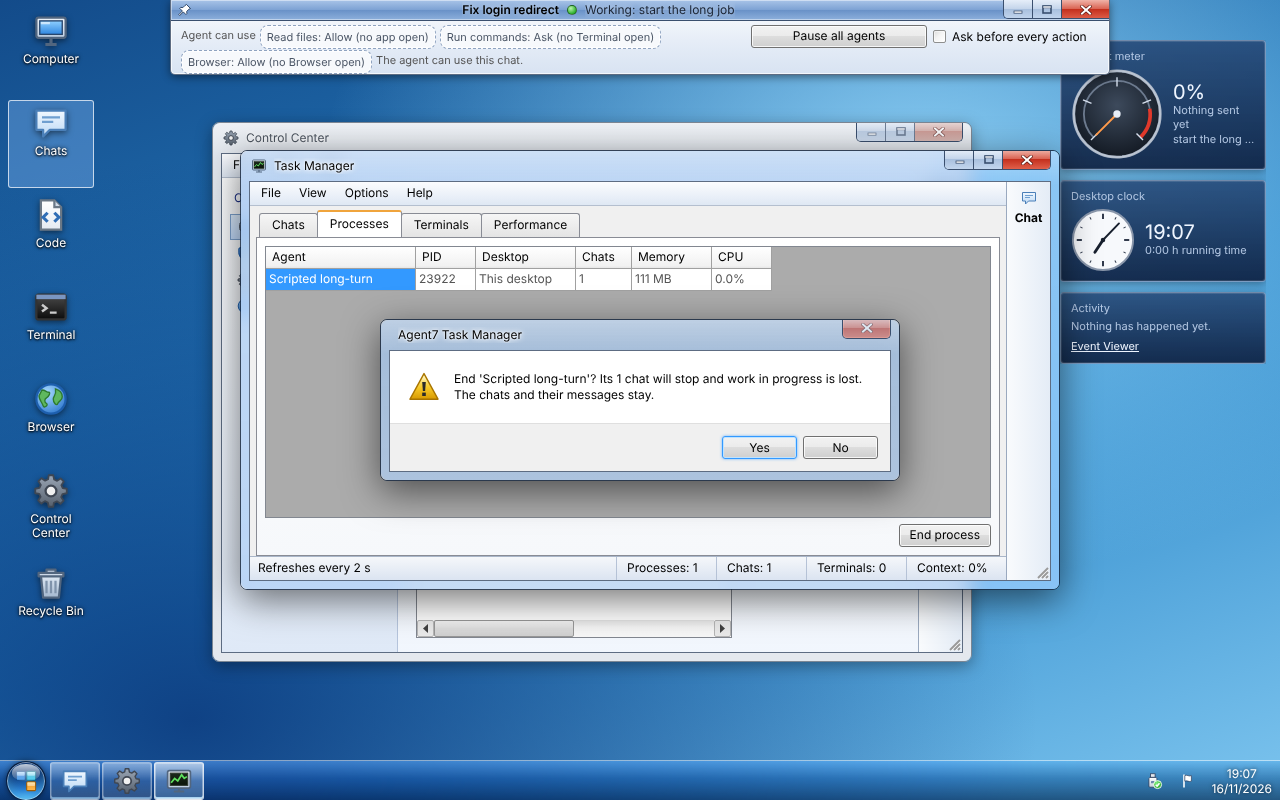 Fix login redirect
Working: start the long job
Agent can use
Read files: Allow (no app open)
Run commands: Ask (no Terminal open)
Browser: Allow (no Browser open)
The agent can use this chat.
Pause all agents
Ask before every action
Computer
Chats
Code
Terminal
Browser
Control Center
Recycle Bin
meter
0%
Nothing sent yet
start the long ...
Desktop clock
19:07
0:00 h running time
Activity
Nothing has happened yet.
Event Viewer
Control Center
Task Manager
File
View
Options
Help
Chat
Chats
Processes
Terminals
Performance
Agent
PID
Desktop
Chats
Memory
CPU
Scripted long-turn
23922
This desktop
1
111 MB
0.0%
Agent7 Task Manager
End 'Scripted long-turn'? Its 1 chat will stop and work in progress is lost.
The chats and their messages stay.
Yes
No
End process
Refreshes every 2 s
Processes: 1
Chats: 1
Terminals: 0
Context: 0%
19:07
16/11/2026